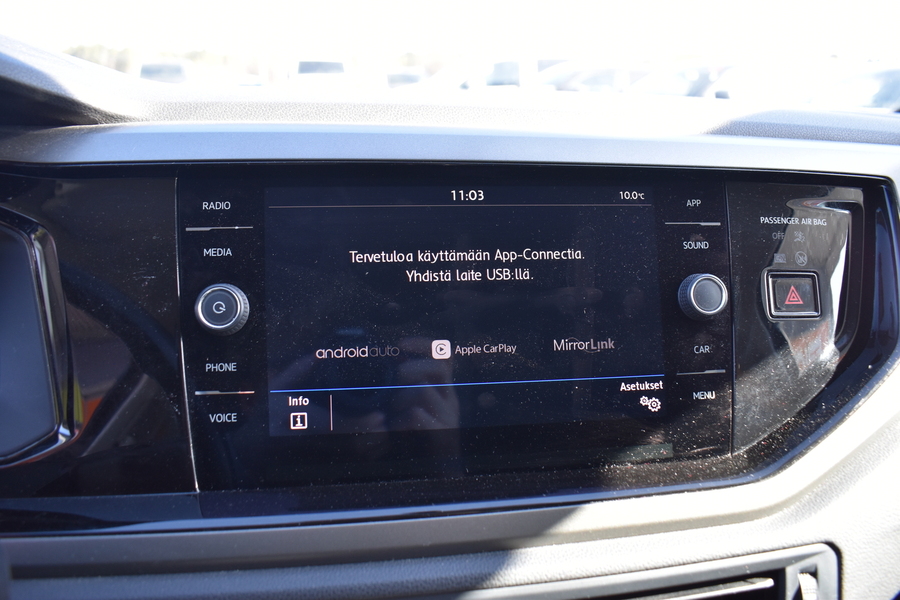 11:03
10.0°C
RADIO
MEDIA
PHONE
VOICE
Tervetuloa käyttämään App-Connectia.
Yhdistä laite USB:llä.
androidauto
Apple CarPlay
MirrorLink
Info
Asetukset
APP
SOUND
CAR
MENU
PASSENGER AIR BAG
OFF